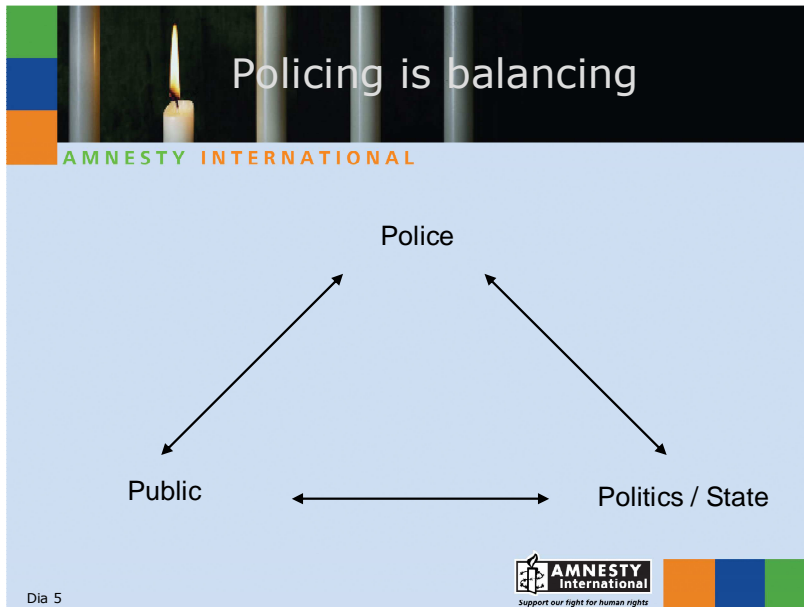 Policing is balancing
AMNESTY INTERNATIONAL
Police
Public
Politics / State
Dia 5
AMNESTY
International
Support our fight for human rights